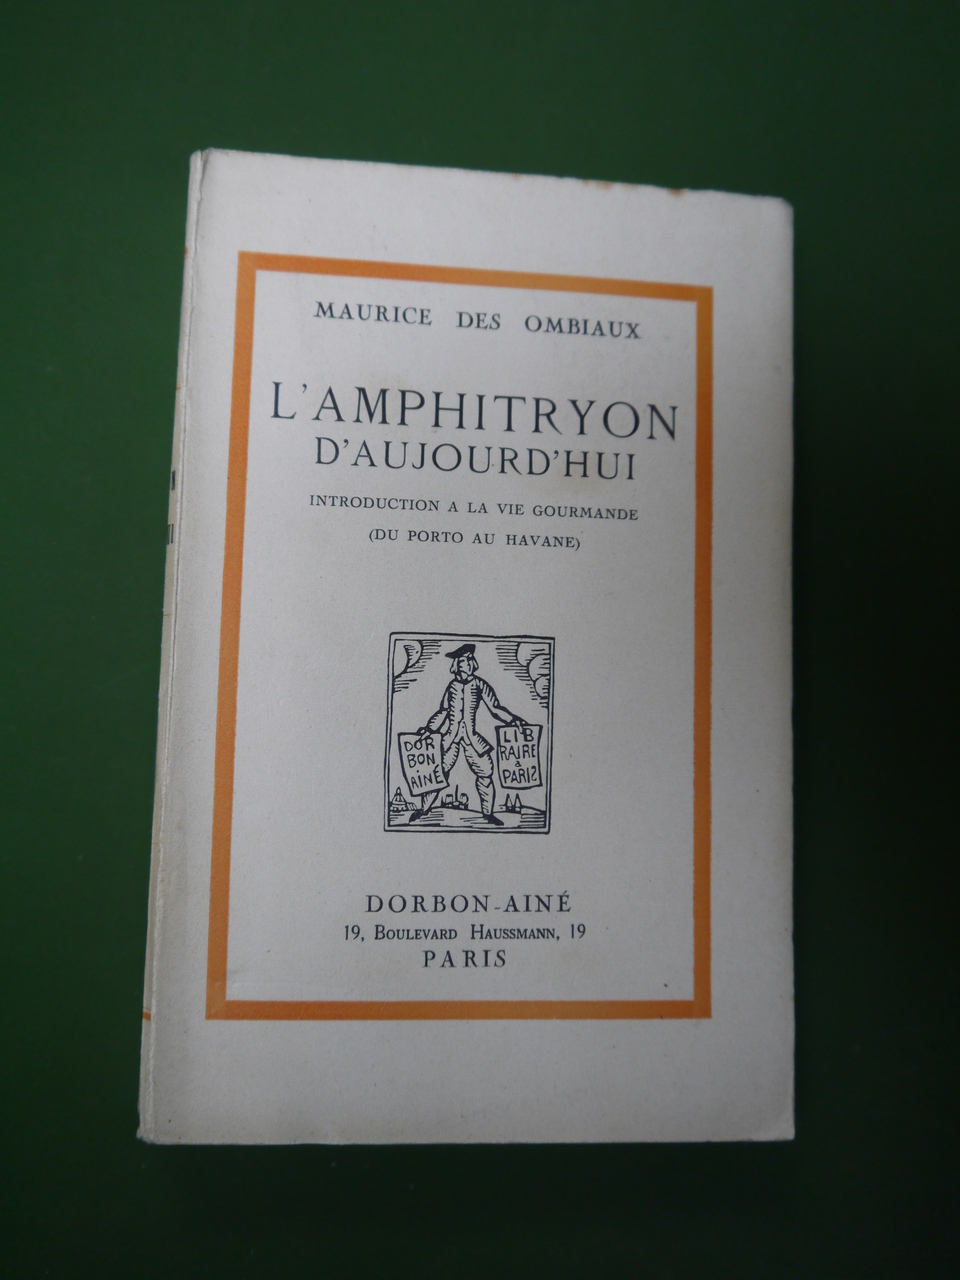 MAURICE DES OMBIAUX
L'AMPHITRYON
D'AUJOURD'HUI
INTRODUCTION A LA VIE GOURMANDE
(DU PORTO AU HAVANE)
DOR
BON
AINÉ
LIB
RAIRE
à
PARIS
DORBON-AINÉ
19, BOULEVARD HAUSSMANN, 19
PARIS